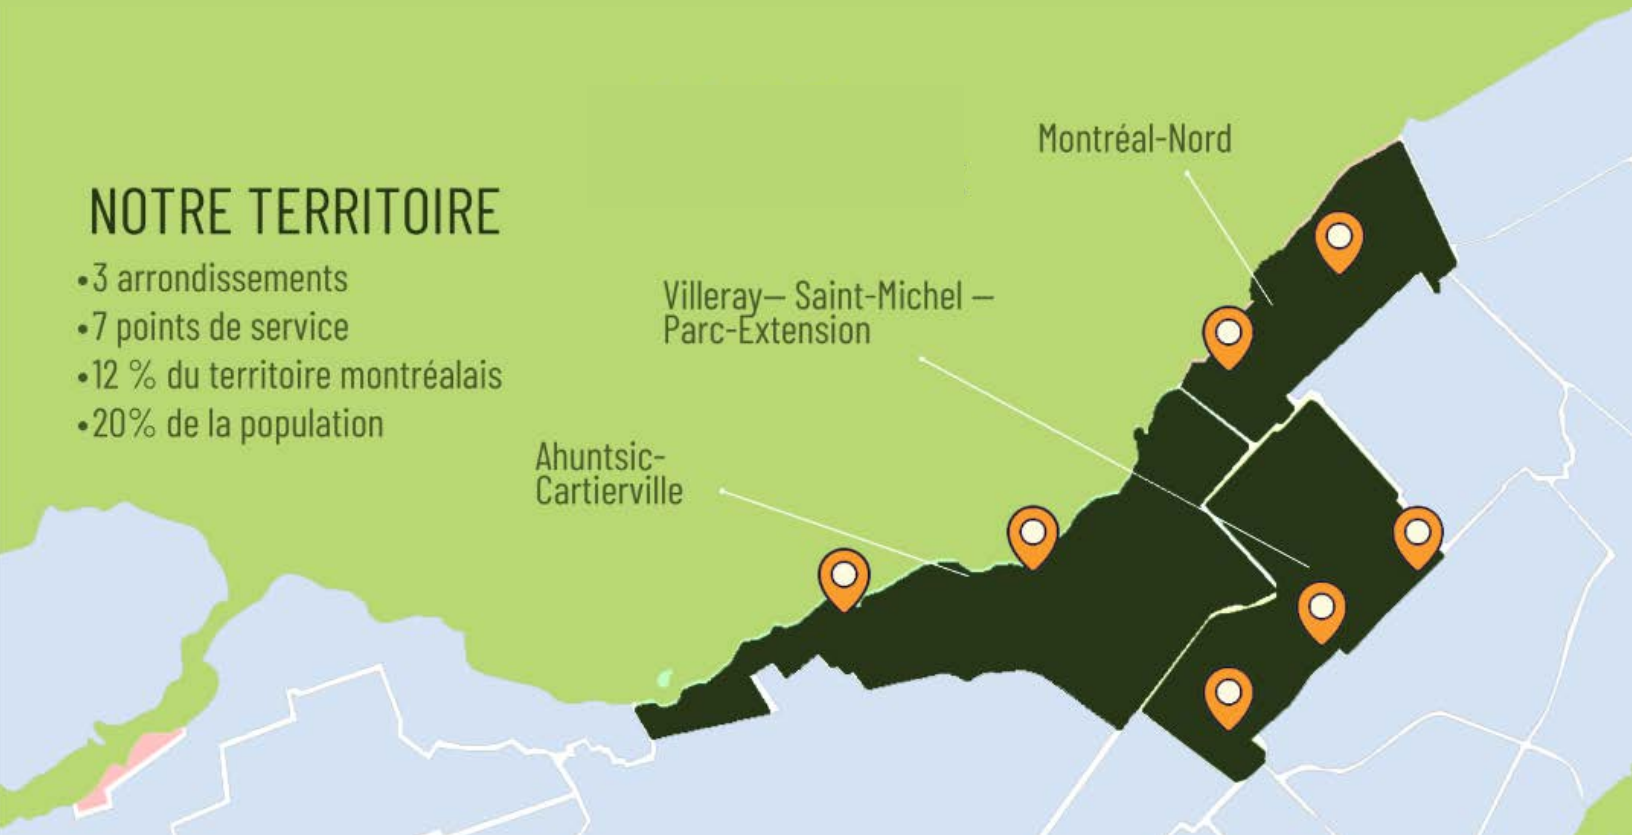 NOTRE TERRITOIRE
•3 arrondissements
•7 points de service
•12 % du territoire montréalais
•20% de la population
Montréal-Nord
Villeray— Saint-Michel —
Parc-Extension
Ahuntsic-
Cartierville